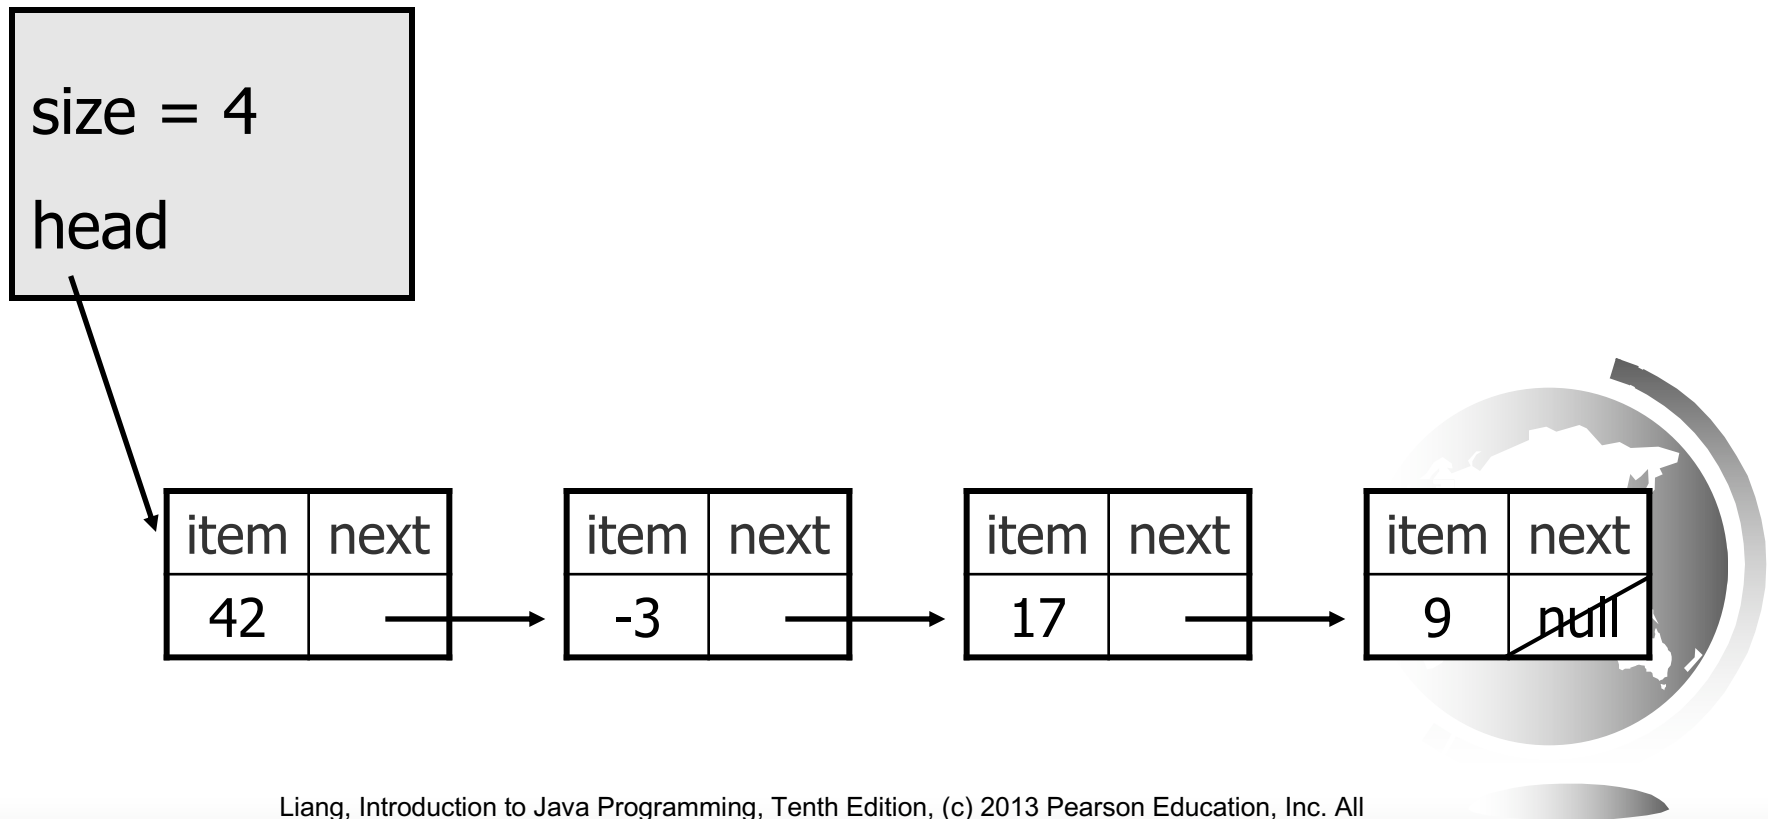 size = 4
head
item next item next item next item next
42 -3 17 9 null
Liang, Introduction to Java Programming, Tenth Edition, (c) 2013 Pearson Education, Inc. All